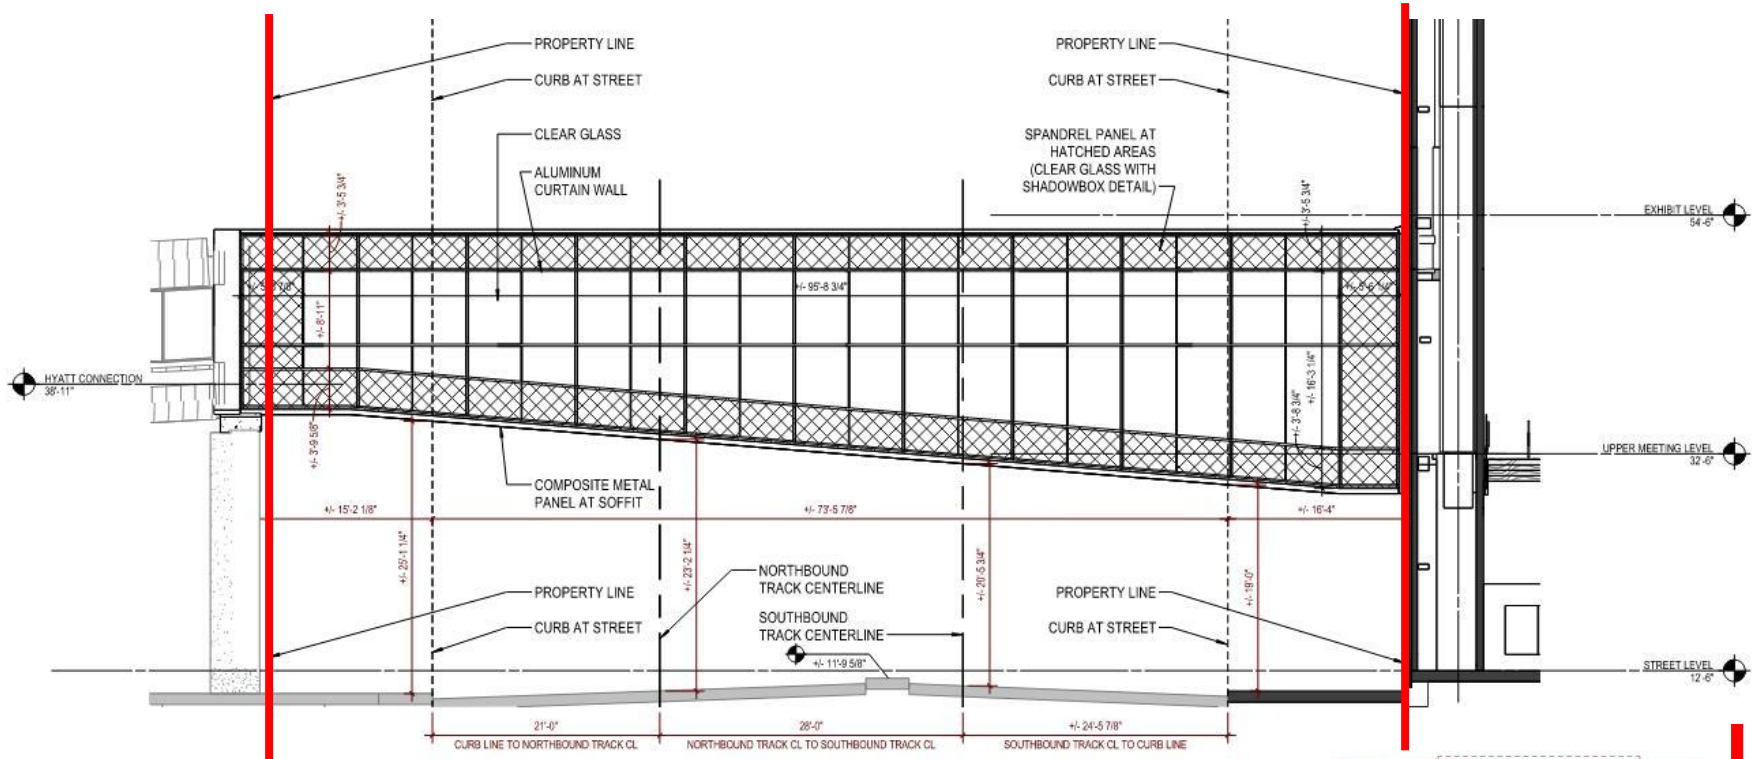 PROPERTY LINE
PROPERTY LINE
CURB AT STREET
CURB AT STREET
CLEAR GLASS
SPANDREL PANEL AT
HATCHED AREAS
(CLEAR GLASS WITH
SHADOWBOX DETAIL)
ALUMINUM
CURTAIN WALL
+/- 3'-5 3/4"
+/- 3'-5 3/4"
EXHIBIT LEVEL
54'-6"
+/- 95'-8 3/4"
+/- 5'-6 1/4"
+/- 8'-11"
+/- 16'-3 1/4"
HYATT CONNECTION
38'-11"
+/- 3'-9 5/8"
+/- 3'-8 3/4"
UPPER MEETING LEVEL
32'-6"
COMPOSITE METAL
PANEL AT SOFFIT
+/- 15'-2 1/8"
+/- 73'-5 7/8"
+/- 16'-4"
+/- 25'-1 1/4"
+/- 23'-2 1/4"
+/- 20'-5 3/4"
+/- 19'-0"
NORTHBOUND
TRACK CENTERLINE
PROPERTY LINE
PROPERTY LINE
SOUTHBOUND
TRACK CENTERLINE
CURB AT STREET
CURB AT STREET
+/- 11'-9 5/8"
STREET LEVEL
12'-6"
21'-0"
CURB LINE TO NORTHBOUND TRACK CL
NORTHBOUND TRACK CL TO SOUTHBOUND TRACK CL
+/- 24'-5 7/8"
SOUTHBOUND TRACK CL TO CURB LINE